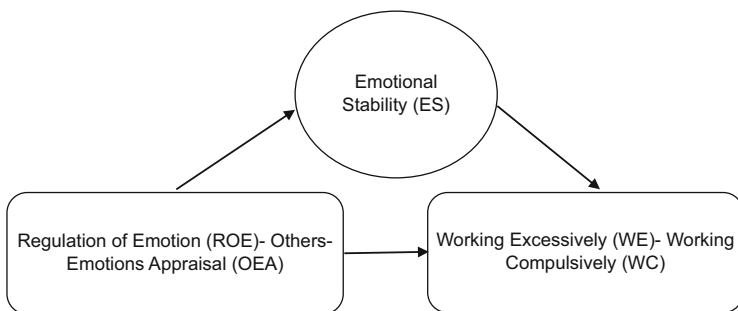 Emotional
Stability (ES)
Regulation of Emotion (ROE)- Others-
Emotions Appraisal (OEA)
Working Excessively (WE)- Working
Compulsively (WC)